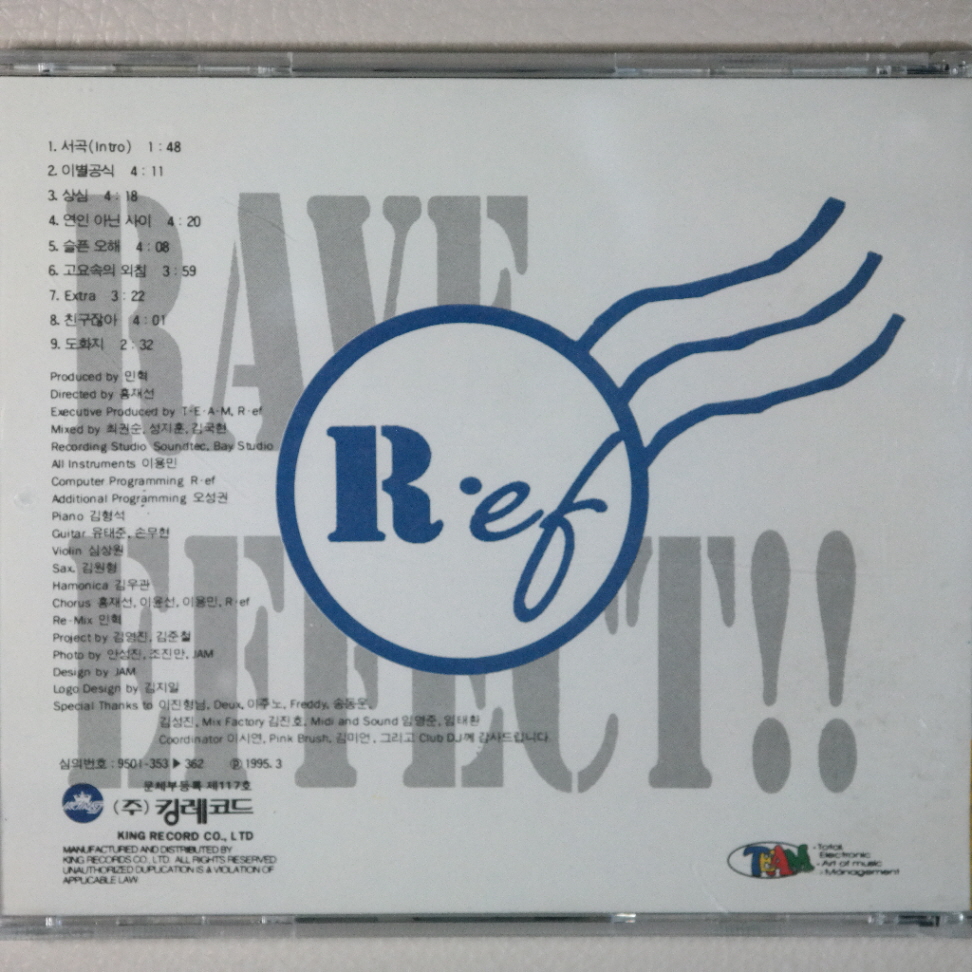 1. 서곡(Intro) 1 : 48
2. 이별공식 4 : 11
3. 상심 4 : 18
4. 연인 아닌 사이 4 : 20
5. 슬픈 오해 4 : 08
6. 고요속의 외침 3 : 59
7. Extra 3 : 22
8. 친구잖아 4 : 01
9. 도화지 2 : 32
RAVE
EFFECT!!
R·ef
Produced by 민혁
Directed by 홍재선
Executive Produced by T·E·A·M, R·ef
Mixed by 최권순, 성지훈, 김국현
Recording Studio Soundtec, Bay Studio
All Instruments 이용민
Computer Programming R·ef
Additional Programming 오성권
Piano 김형석
Guitar 유태준, 손무현
Violin 심상원
Sax. 김원형
Hamonica 김우관
Chorus 홍재선, 이윤선, 이용민, R·ef
Re-Mix 민혁
Project by 김영진, 김준철
Photo by 안성진, 조진만, JAM
Design by JAM
Logo Design by 김지일
Special Thanks to 이진형님, Deux, 이주노, Freddy, 송동운,
김성진, Mix Factory 김진호, Midi and Sound 임영준, 임태환
Coordinator 이시연, Pink Brush, 김미연, 그리고 Club DJ께 감사드립니다
심의번호 : 9501-353▶362 ℗ 1995. 3
문체부등록 제117호
(주) 킹레코드
KING RECORD CO., LTD
MANUFACTURED AND DISTRIBUTED BY
KING RECORDS CO. LTD. ALL RIGHTS RESERVED
UNAUTHORIZED DUPLICATION IS A VIOLATION OF
APPLICABLE LAW
TEAM
·Total
·Electronic
·Art of music
·Management